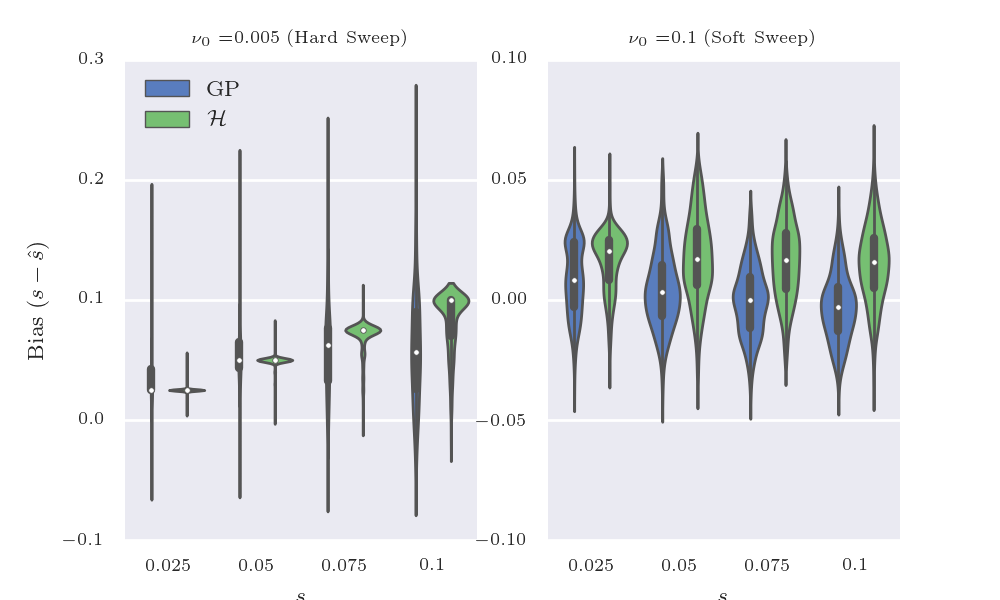 ν₀ =0.005 (Hard Sweep)
0.3
0.2
0.1
0.0
−0.1
Bias (s − ŝ)
GP
ℋ
0.025 0.05 0.075 0.1
s
ν₀ =0.1 (Soft Sweep)
0.10
0.05
0.00
−0.05
−0.10
0.025 0.05 0.075 0.1
s